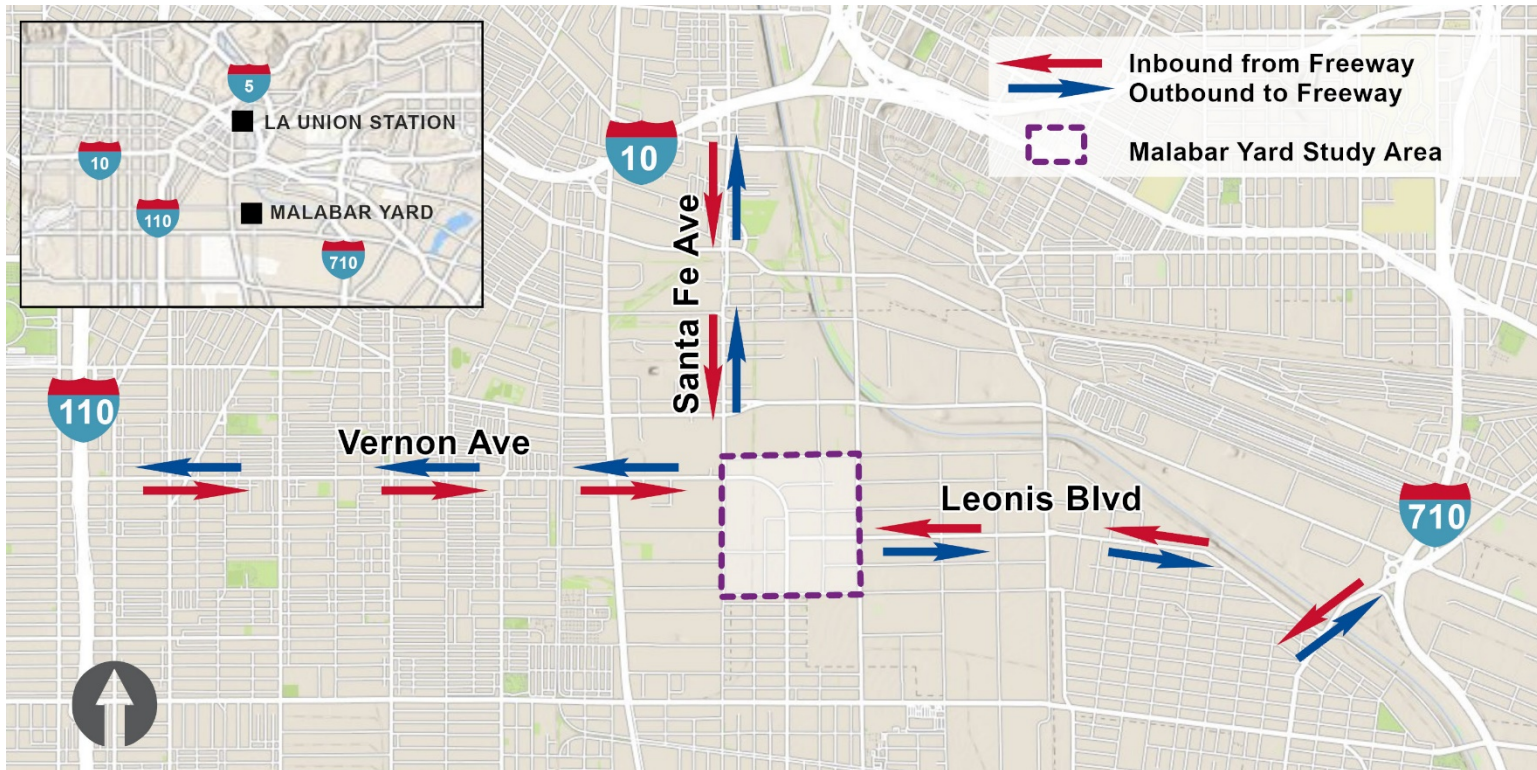 5
LA UNION STATION
10
110
MALABAR YARD
710
Inbound from Freeway
Outbound to Freeway
Malabar Yard Study Area
10
Santa Fe Ave
110
Vernon Ave
Leonis Blvd
710